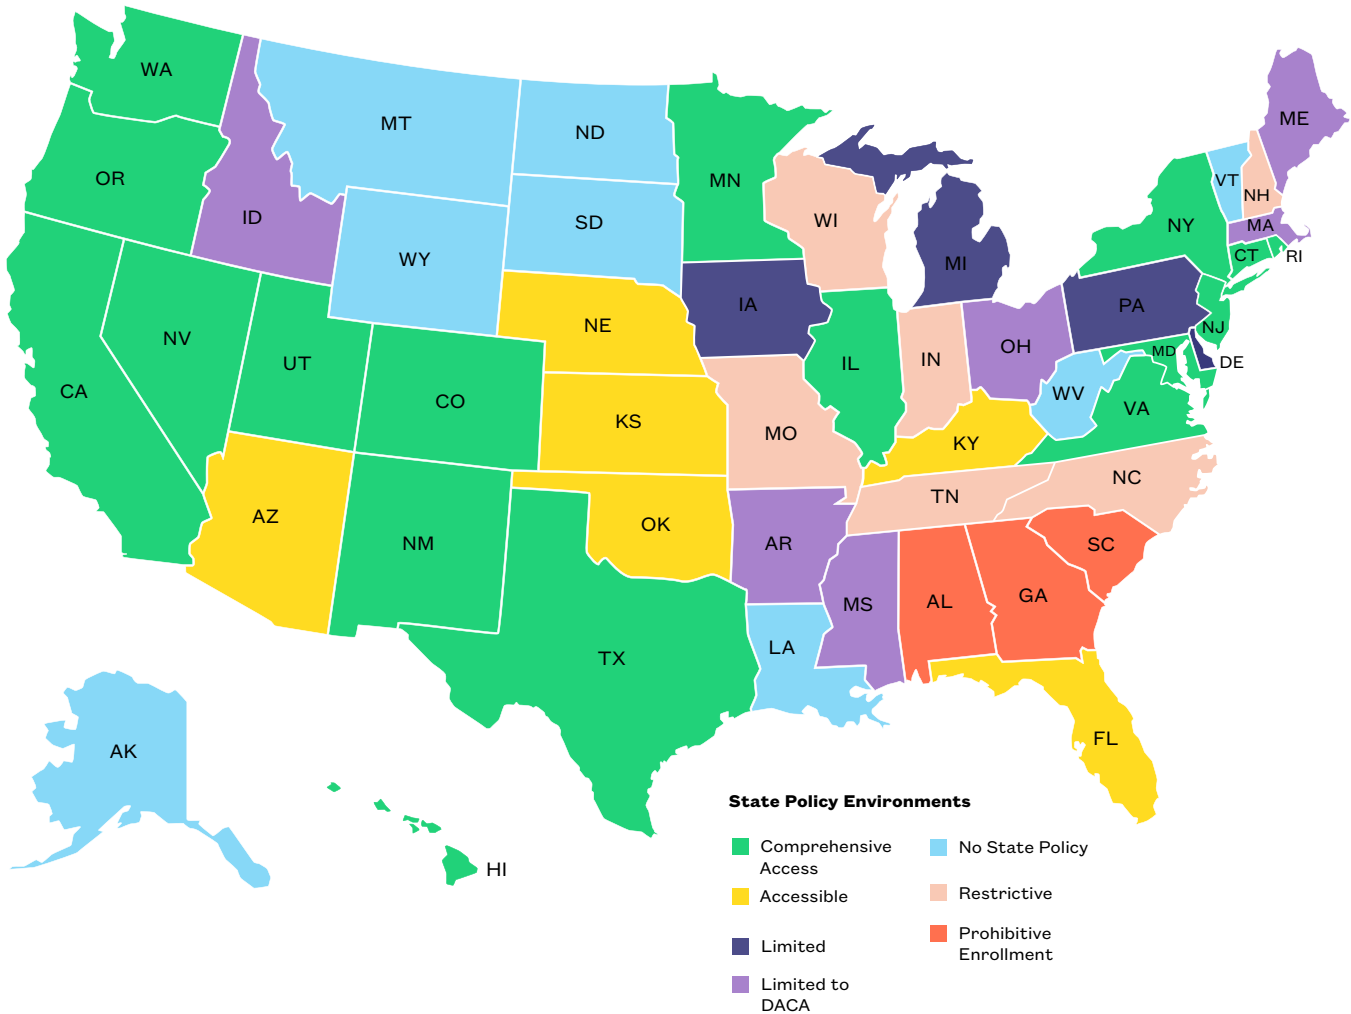 WA
MT
ND
MN
ME
OR
ID
SD
WI
VT
NH
NY
MA
WY
CT
RI
MI
IA
PA
NE
NJ
NV
UT
IL
IN
OH
MD
DE
CA
CO
KS
MO
KY
WV
VA
AZ
NM
OK
AR
TN
NC
SC
TX
LA
MS
AL
GA
FL
AK
HI
State Policy Environments
Comprehensive
Access
Accessible
Limited
Limited to
DACA
No State Policy
Restrictive
Prohibitive
Enrollment